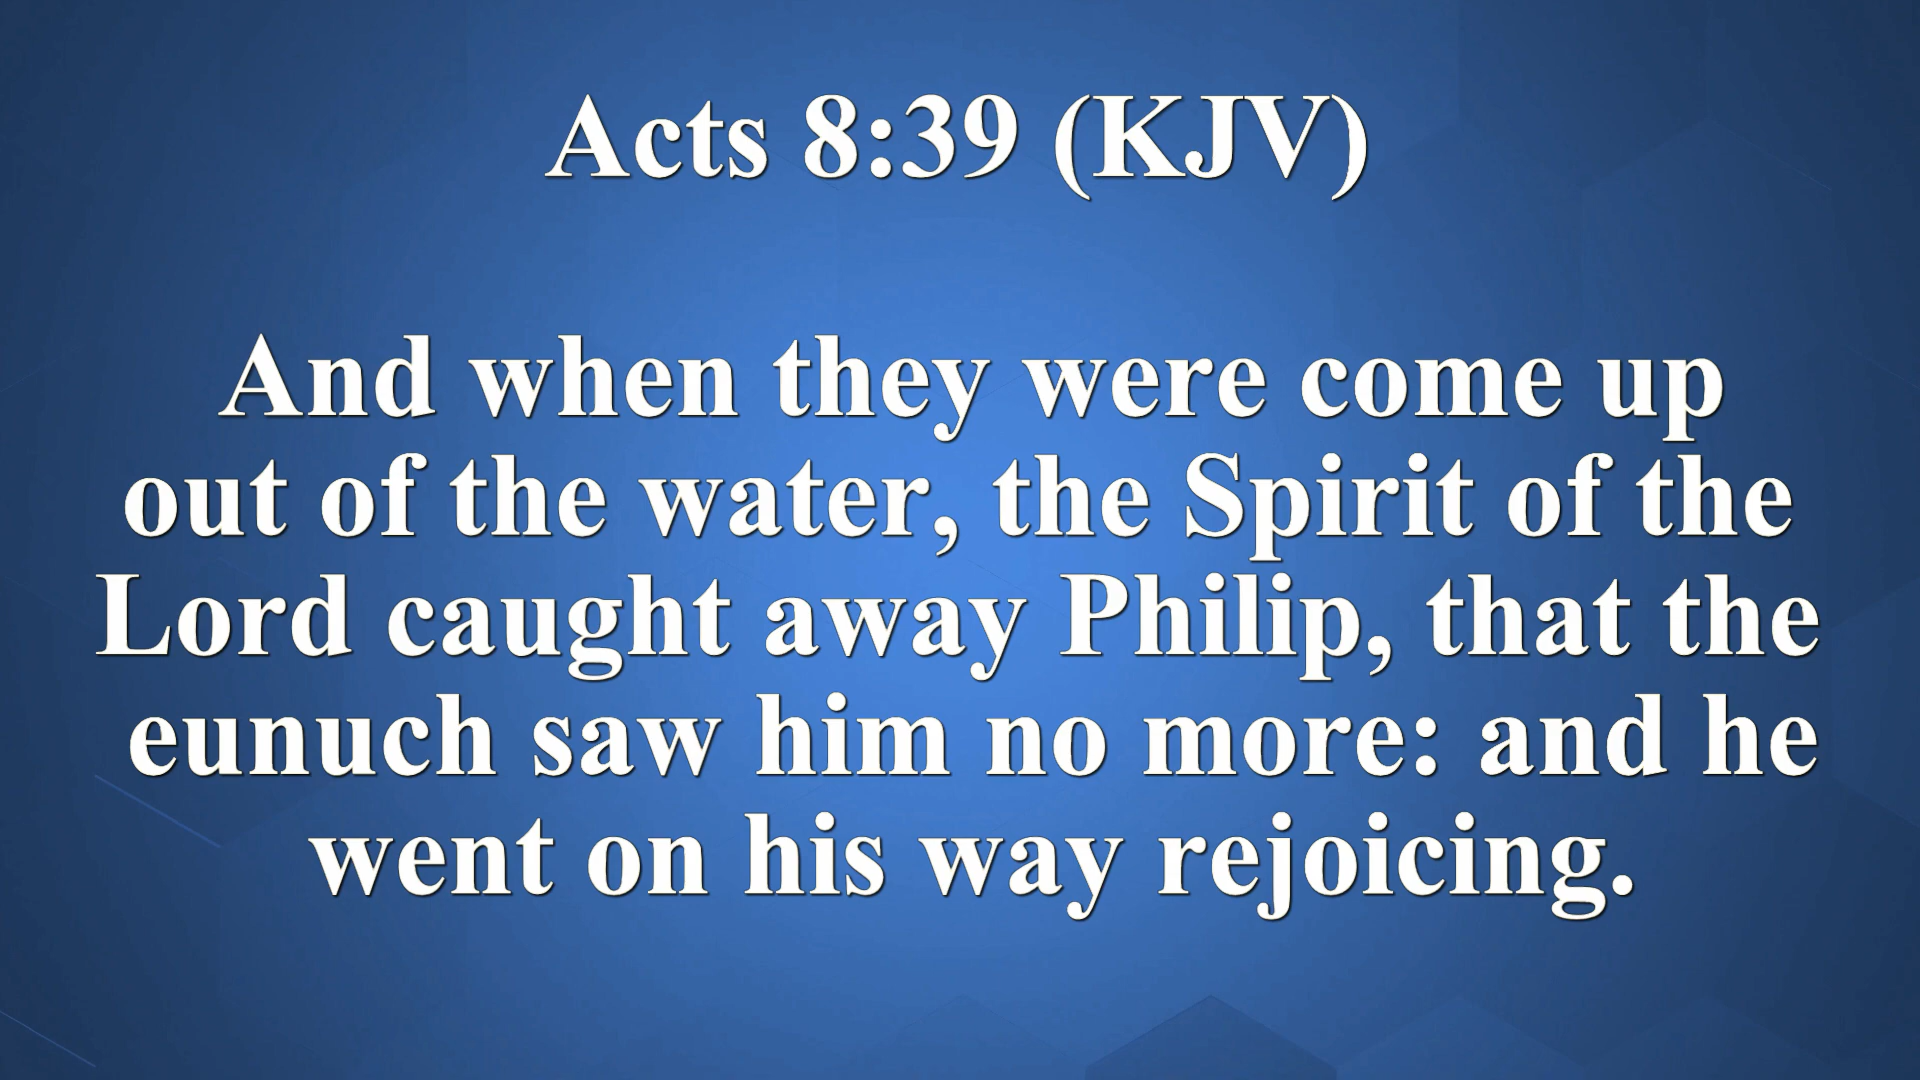 Acts 8:39 (KJV)
And when they were come up
out of the water, the Spirit of the
Lord caught away Philip, that the
eunuch saw him no more: and he
went on his way rejoicing.